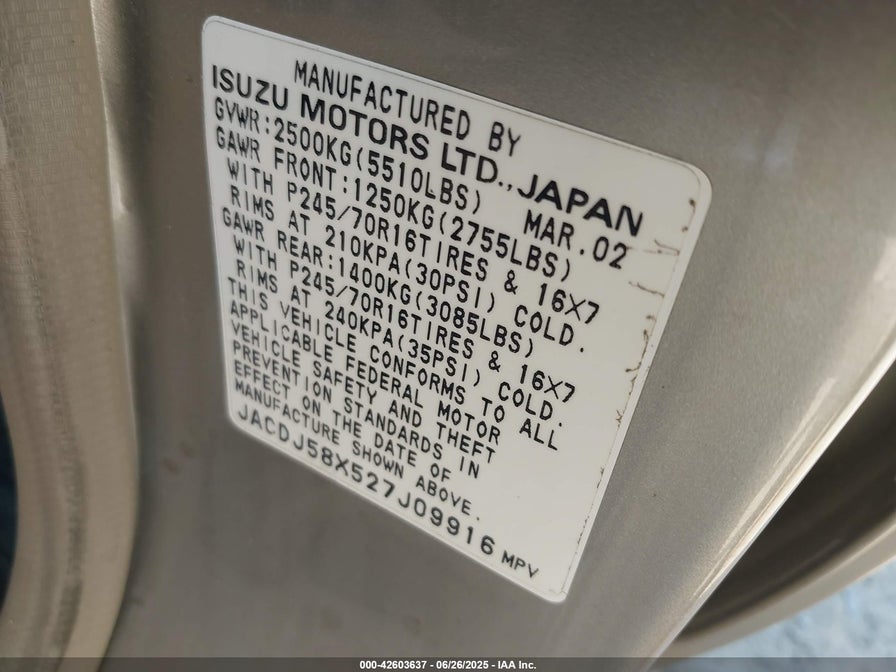 MANUFACTURED BY
ISUZU MOTORS LTD., JAPAN
GVWR:2500KG(5510LBS) MAR.02
GAWR FRONT:1250KG(2755LBS)
WITH P245/70R16TIRES & 16X7
RIMS AT 210KPA(30PSI) COLD.
GAWR REAR:1400KG(3085LBS)
WITH P245/70R16TIRES & 16X7
RIMS AT 240KPA(35PSI) COLD.
THIS VEHICLE CONFORMS TO ALL
APPLICABLE FEDERAL MOTOR
VEHICLE SAFETY AND THEFT
PREVENTION STANDARDS IN
EFFECT ON THE DATE OF
MANUFACTURE SHOWN ABOVE.
JACDJ58X527J09916 MPV
000-42603637 - 06/26/2025 - IAA Inc.